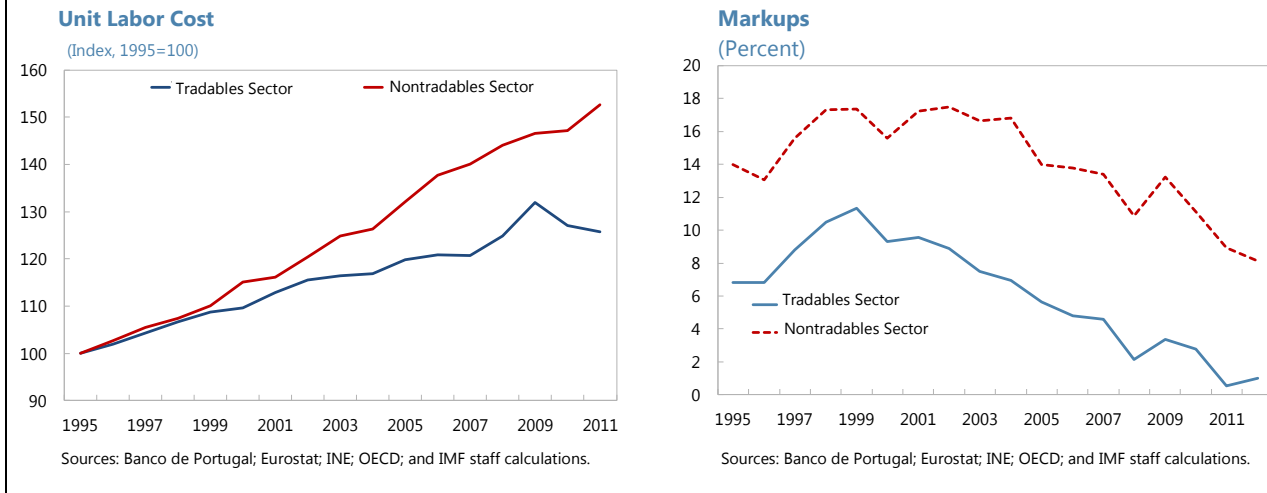 Unit Labor Cost
(Index, 1995=100)
160
150
140
130
120
110
100
90
Tradables Sector
Nontradables Sector
1995 1997 1999 2001 2003 2005 2007 2009 2011
Sources: Banco de Portugal; Eurostat; INE; OECD; and IMF staff calculations.
Markups
(Percent)
20
18
16
14
12
10
8
6
4
2
0
Tradables Sector
Nontradables Sector
1995 1997 1999 2001 2003 2005 2007 2009 2011
Sources: Banco de Portugal; Eurostat; INE; OECD; and IMF staff calculations.